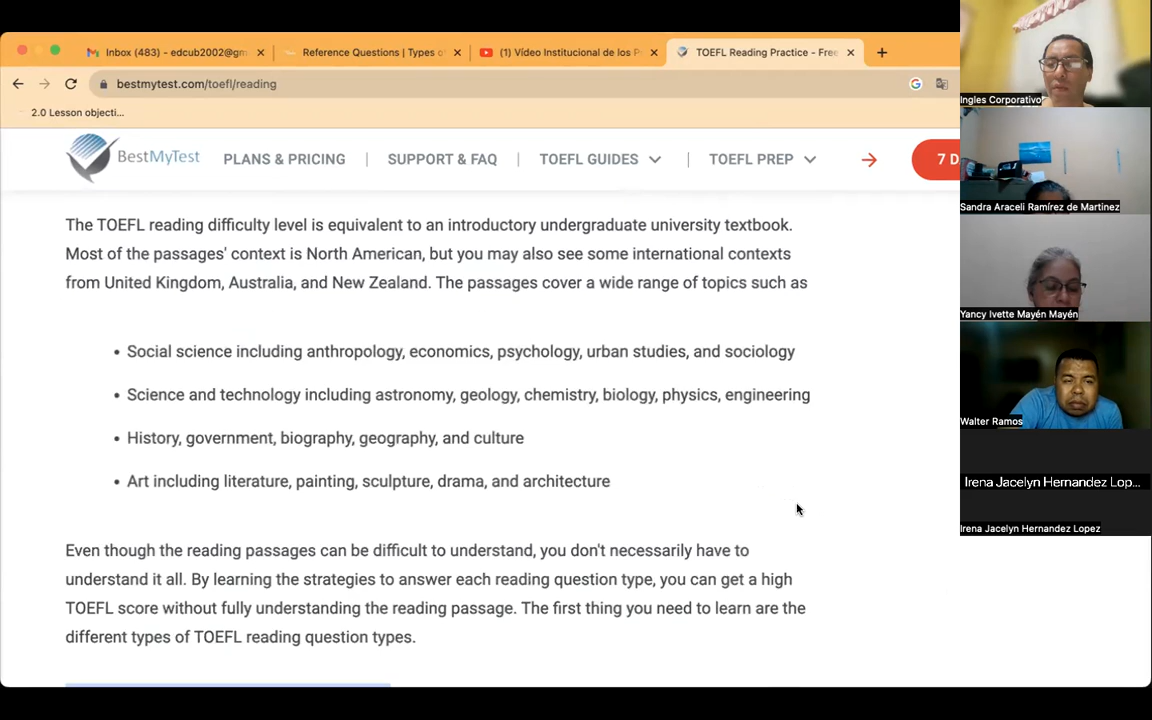 Inbox (483) - edcub2002@gm
Reference Questions | Types o
(1) Vídeo Institucional de los P
TOEFL Reading Practice - Free
bestmytest.com/toefl/reading
2.0 Lesson objecti...
BestMyTest
PLANS & PRICING
SUPPORT & FAQ
TOEFL GUIDES
TOEFL PREP
7 D
The TOEFL reading difficulty level is equivalent to an introductory undergraduate university textbook.
Most of the passages' context is North American, but you may also see some international contexts
from United Kingdom, Australia, and New Zealand. The passages cover a wide range of topics such as
• Social science including anthropology, economics, psychology, urban studies, and sociology
• Science and technology including astronomy, geology, chemistry, biology, physics, engineering
• History, government, biography, geography, and culture
• Art including literature, painting, sculpture, drama, and architecture
Even though the reading passages can be difficult to understand, you don't necessarily have to
understand it all. By learning the strategies to answer each reading question type, you can get a high
TOEFL score without fully understanding the reading passage. The first thing you need to learn are the
different types of TOEFL reading question types.
Ingles Corporativo
Sandra Araceli Ramírez de Martinez
Yancy Ivette Mayén Mayén
Walter Ramos
Irena Jacelyn Hernandez Lop...
Irena Jacelyn Hernandez Lopez